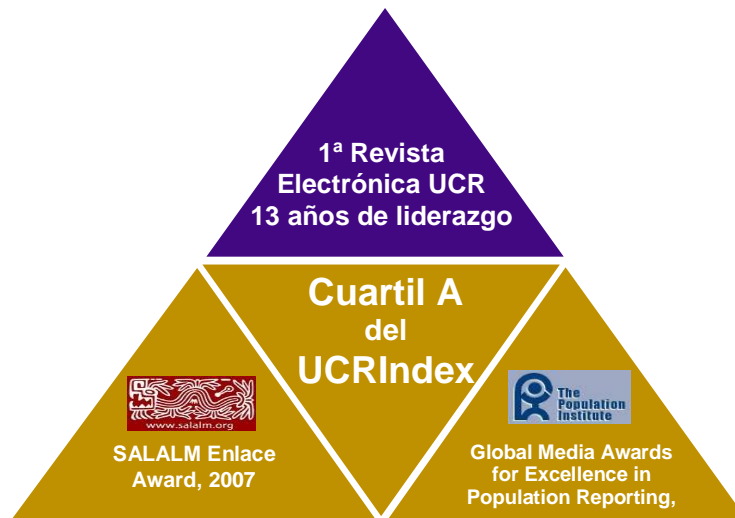 1ª Revista
Electrónica UCR
13 años de liderazgo
Cuartil A
del
UCRIndex
www.salalm.org
SALALM Enlace
Award, 2007
The
Population
Institute
Global Media Awards
for Excellence in
Population Reporting,